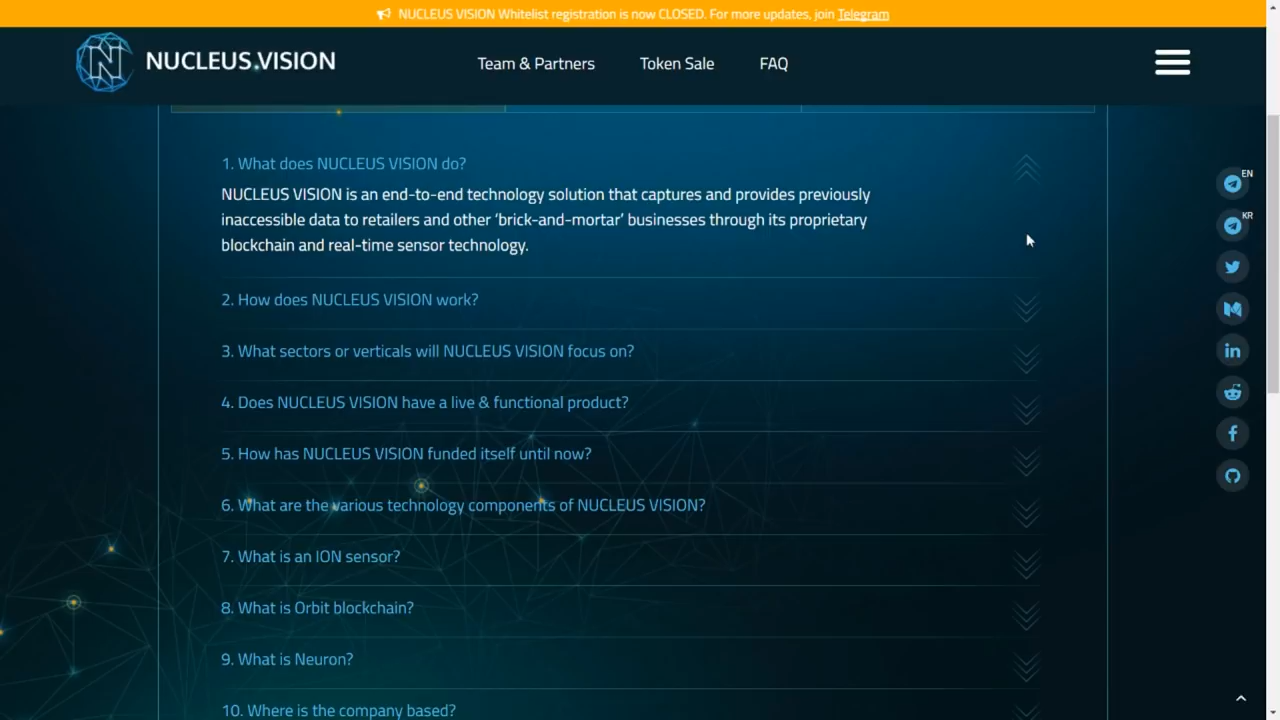 NUCLEUS VISION Whitelist registration is now CLOSED. For more updates, join Telegram
NUCLEUS.VISION
Team & Partners
Token Sale
FAQ
1. What does NUCLEUS VISION do?
NUCLEUS VISION is an end-to-end technology solution that captures and provides previously
inaccessible data to retailers and other ‘brick-and-mortar’ businesses through its proprietary
blockchain and real-time sensor technology.
2. How does NUCLEUS VISION work?
3. What sectors or verticals will NUCLEUS VISION focus on?
4. Does NUCLEUS VISION have a live & functional product?
5. How has NUCLEUS VISION funded itself until now?
6. What are the various technology components of NUCLEUS VISION?
7. What is an ION sensor?
8. What is Orbit blockchain?
9. What is Neuron?
10. Where is the company based?
EN
KR